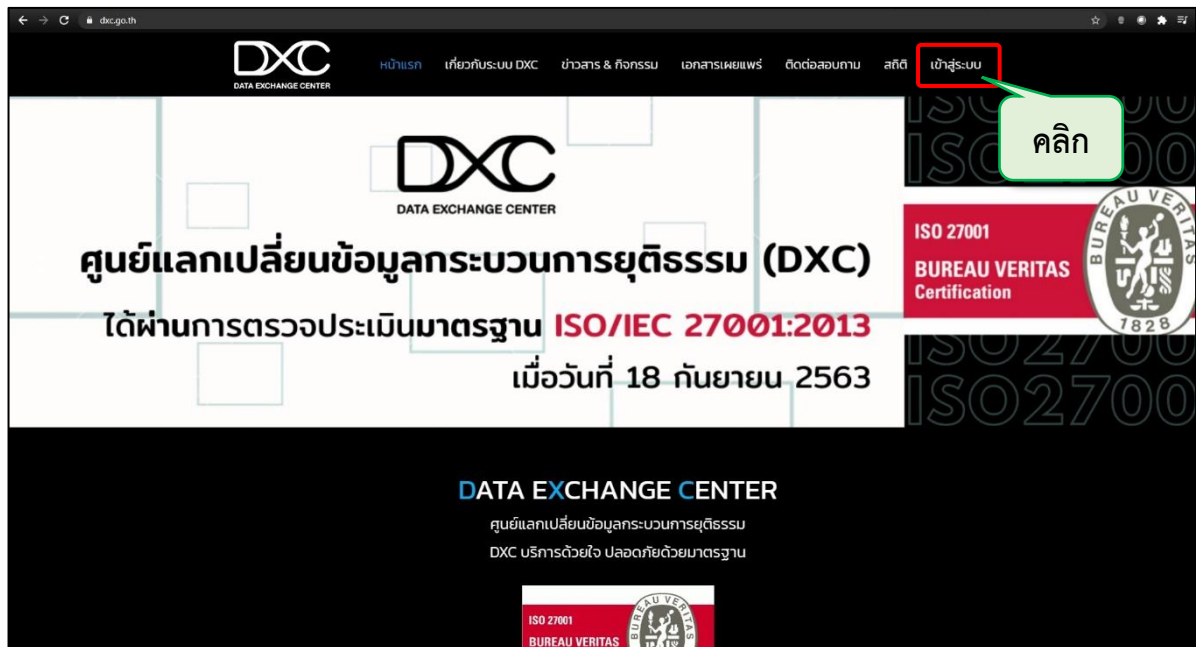 dxc.go.th
DXC
DATA EXCHANGE CENTER
หน้าแรก เกี่ยวกับระบบ DXC ข่าวสาร & กิจกรรม เอกสารเผยแพร่ ติดต่อสอบถาม สถิติ เข้าสู่ระบบ
คลิก
DXC
DATA EXCHANGE CENTER
ศูนย์แลกเปลี่ยนข้อมูลกระบวนการยุติธรรม (DXC)
ได้ผ่านการตรวจประเมินมาตรฐาน ISO/IEC 27001:2013
เมื่อวันที่ 18 กันยายน 2563
ISO 27001
BUREAU VERITAS
Certification
BUREAU VERITAS
1828
ISO2700
ISO2700
DATA EXCHANGE CENTER
ศูนย์แลกเปลี่ยนข้อมูลกระบวนการยุติธรรม
DXC บริการด้วยใจ ปลอดภัยด้วยมาตรฐาน
ISO 27001
BUREAU VERITAS